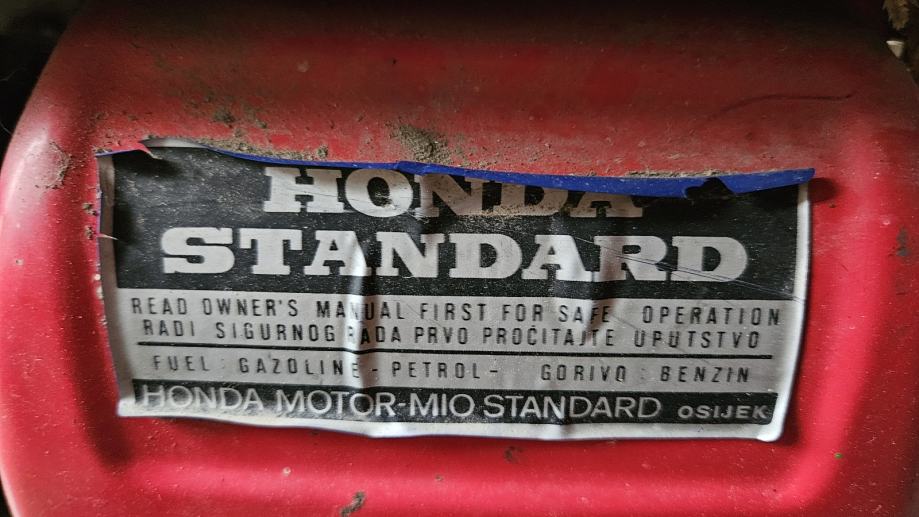 HONDA
STANDARD
READ OWNER'S MANUAL FIRST FOR SAFE OPERATION
RADI SIGURNOG RADA PRVO PROČITAJTE UPUTSTVO
FUEL : GAZOLINE - PETROL - GORIVO : BENZIN
HONDA MOTOR-MIO STANDARD OSIJEK